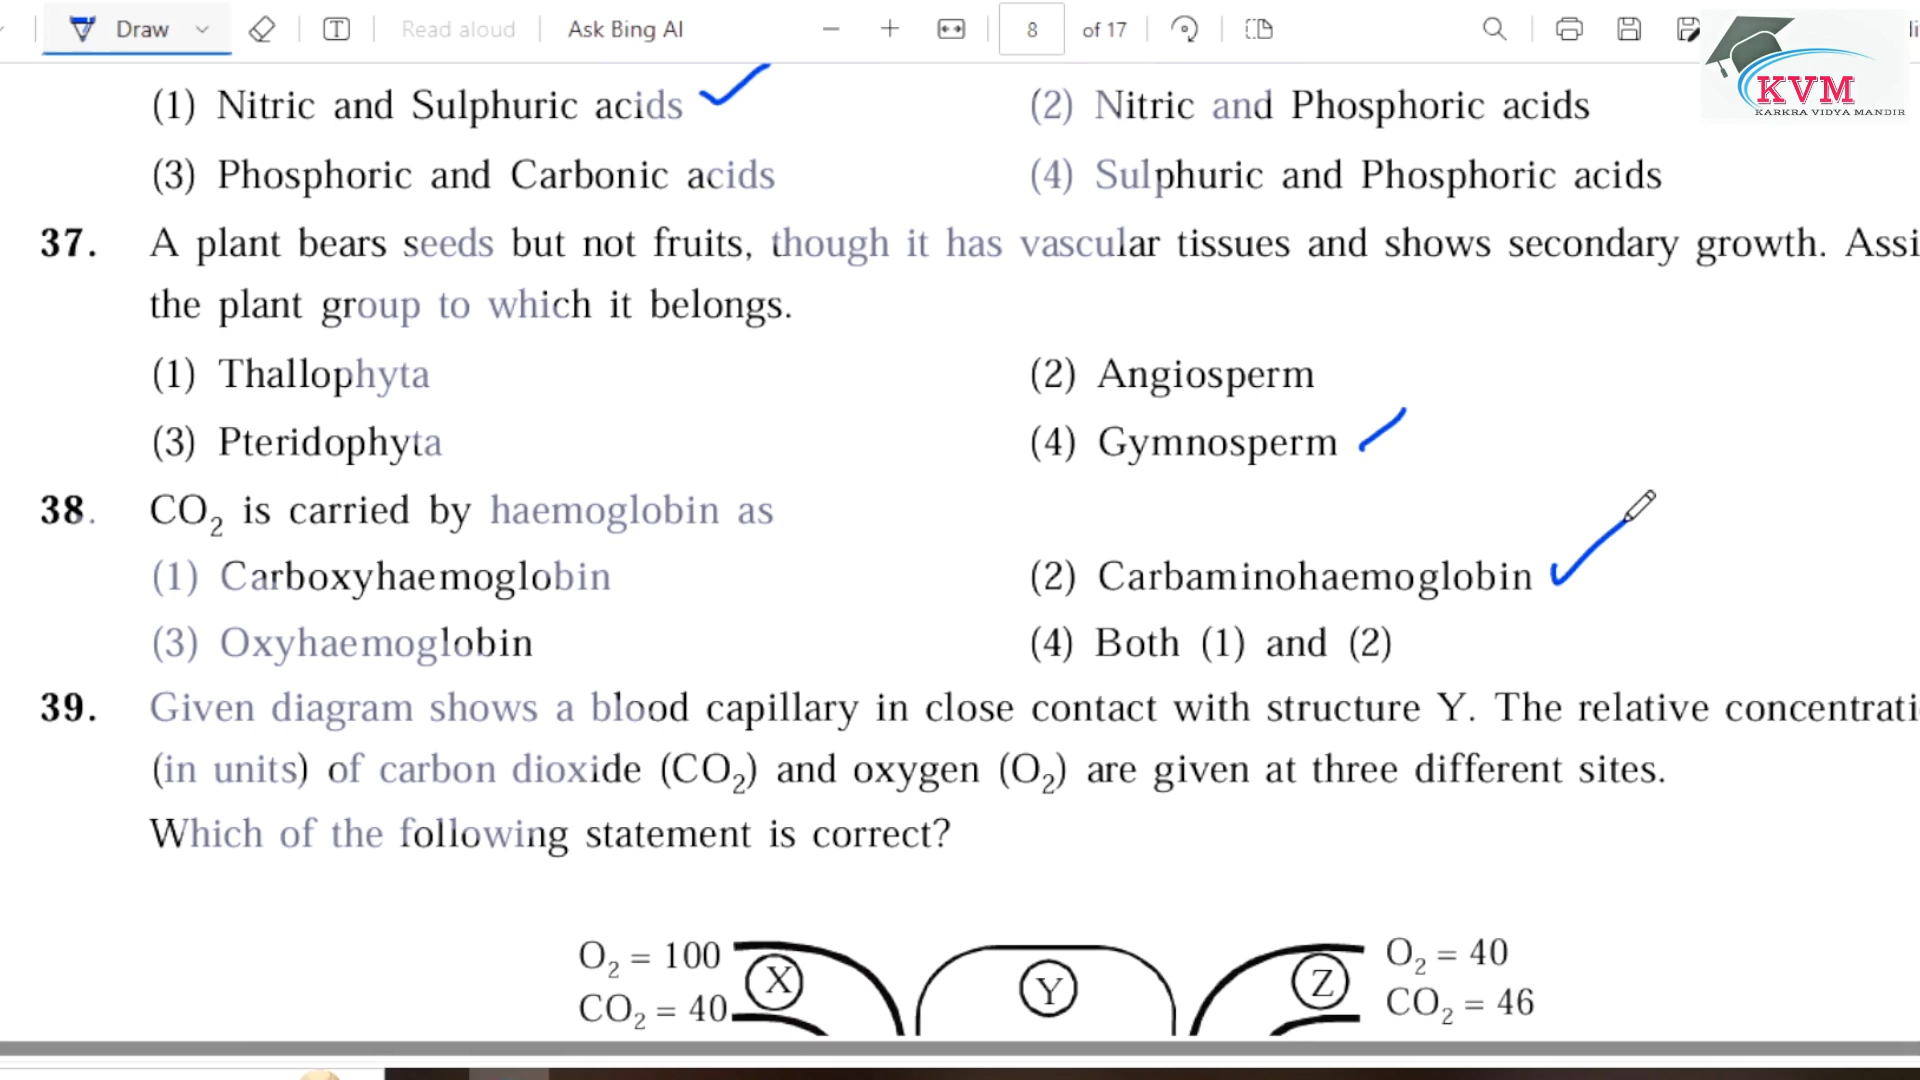 Draw
Read aloud
Ask Bing AI
8
of 17
KVM
KARKRA VIDYA MANDIR
(1) Nitric and Sulphuric acids
(2) Nitric and Phosphoric acids
(3) Phosphoric and Carbonic acids
(4) Sulphuric and Phosphoric acids
37. A plant bears seeds but not fruits, though it has vascular tissues and shows secondary growth.
the plant group to which it belongs.
(1) Thallophyta
(2) Angiosperm
(3) Pteridophyta
(4) Gymnosperm
38. CO₂ is carried by haemoglobin as
(1) Carboxyhaemoglobin
(2) Carbaminohaemoglobin
(3) Oxyhaemoglobin
(4) Both (1) and (2)
39. Given diagram shows a blood capillary in close contact with structure Y. The relative
(in units) of carbon dioxide (CO₂) and oxygen (O₂) are given at three different sites.
Which of the following statement is correct?
O₂ = 100
CO₂ = 40
X
Y
Z
O₂ = 40
CO₂ = 46